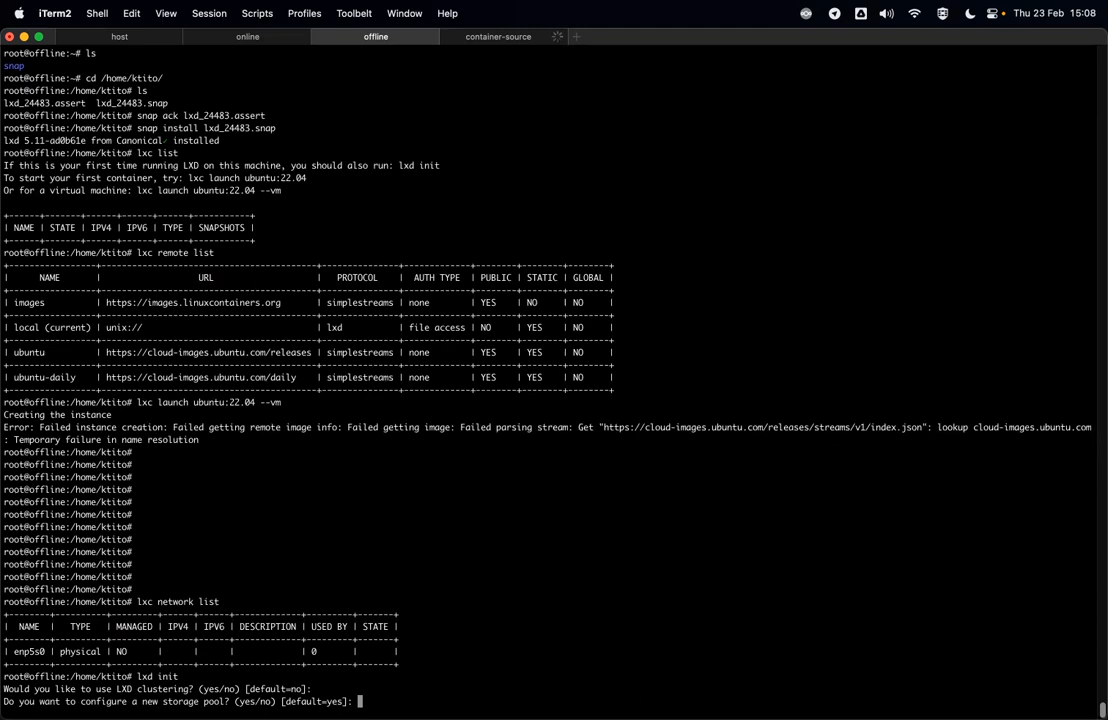 iTerm2 Shell Edit View Session Scripts Profiles Toolbelt Window Help Thu 23 Feb 15:08
host online offline container-source
root@offline:~# ls
snap
root@offline:~# cd /home/ktito/
root@offline:/home/ktito# ls
lxd_24483.assert  lxd_24483.snap
root@offline:/home/ktito# snap ack lxd_24483.assert
root@offline:/home/ktito# snap install lxd_24483.snap
lxd 5.11-ad0b61e from Canonical✓ installed
root@offline:/home/ktito# lxc list
If this is your first time running LXD on this machine, you should also run: lxd init
To start your first container, try: lxc launch ubuntu:22.04
Or for a virtual machine: lxc launch ubuntu:22.04 --vm
+------+-------+------+------+------+-----------+
| NAME | STATE | IPV4 | IPV6 | TYPE | SNAPSHOTS |
+------+-------+------+------+------+-----------+
root@offline:/home/ktito# lxc remote list
+-----------------+------------------------------------------+---------------+-------------+--------+--------+--------+
|      NAME       |                   URL                    |   PROTOCOL    |  AUTH TYPE  | PUBLIC | STATIC | GLOBAL |
+-----------------+------------------------------------------+---------------+-------------+--------+--------+--------+
| images          | https://images.linuxcontainers.org       | simplestreams | none        | YES    | NO     | NO     |
+-----------------+------------------------------------------+---------------+-------------+--------+--------+--------+
| local (current) | unix://                                  | lxd           | file access | NO     | YES    | NO     |
+-----------------+------------------------------------------+---------------+-------------+--------+--------+--------+
| ubuntu          | https://cloud-images.ubuntu.com/releases | simplestreams | none        | YES    | YES    | NO     |
+-----------------+------------------------------------------+---------------+-------------+--------+--------+--------+
| ubuntu-daily    | https://cloud-images.ubuntu.com/daily    | simplestreams | none        | YES    | YES    | NO     |
+-----------------+------------------------------------------+---------------+-------------+--------+--------+--------+
root@offline:/home/ktito# lxc launch ubuntu:22.04 --vm
Creating the instance
Error: Failed instance creation: Failed getting remote image info: Failed getting image: Failed parsing stream: Get "https://cloud-images.ubuntu.com/releases/streams/v1/index.json": lookup cloud-images.ubuntu.com
: Temporary failure in name resolution
root@offline:/home/ktito#
root@offline:/home/ktito#
root@offline:/home/ktito#
root@offline:/home/ktito#
root@offline:/home/ktito#
root@offline:/home/ktito#
root@offline:/home/ktito#
root@offline:/home/ktito#
root@offline:/home/ktito#
root@offline:/home/ktito#
root@offline:/home/ktito#
root@offline:/home/ktito#
root@offline:/home/ktito# lxc network list
+--------+----------+---------+------+------+-------------+---------+-------+
|  NAME  |   TYPE   | MANAGED | IPV4 | IPV6 | DESCRIPTION | USED BY | STATE |
+--------+----------+---------+------+------+-------------+---------+-------+
| enp5s0 | physical | NO      |      |      |             | 0       |       |
+--------+----------+---------+------+------+-------------+---------+-------+
root@offline:/home/ktito# lxd init
Would you like to use LXD clustering? (yes/no) [default=no]:
Do you want to configure a new storage pool? (yes/no) [default=yes]: